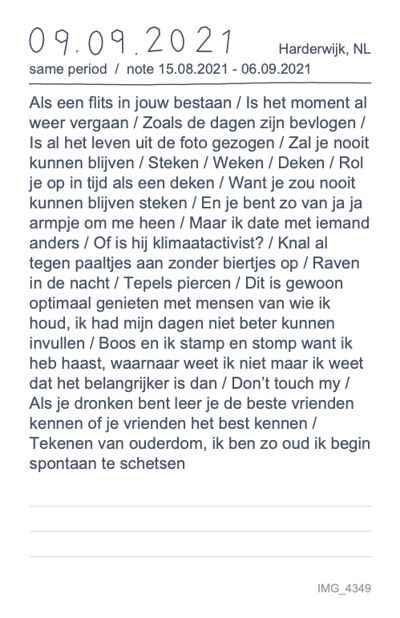 09.09.2021
Harderwijk, NL
same period / note 15.08.2021 - 06.09.2021
Als een flits in jouw bestaan / Is het moment al
weer vergaan / Zoals de dagen zijn bevlogen /
Is al het leven uit de foto gezogen / Zal je nooit
kunnen blijven / Steken / Weken / Deken / Rol
je op in tijd als een deken / Want je zou nooit
kunnen blijven steken / En je bent zo van ja ja
armpje om me heen / Maar ik date met iemand
anders / Of is hij klimaatactivist? / Knal al
tegen paaltjes aan zonder biertjes op / Raven
in de nacht / Tepels piercen / Dit is gewoon
optimaal genieten met mensen van wie ik
houd, ik had mijn dagen niet beter kunnen
invullen / Boos en ik stamp en stomp want ik
heb haast, waarnaar weet ik niet maar ik weet
dat het belangrijker is dan / Don't touch my /
Als je dronken bent leer je de beste vrienden
kennen of je vrienden het best kennen /
Tekenen van ouderdom, ik ben zo oud ik begin
spontaan te schetsen
IMG_4349